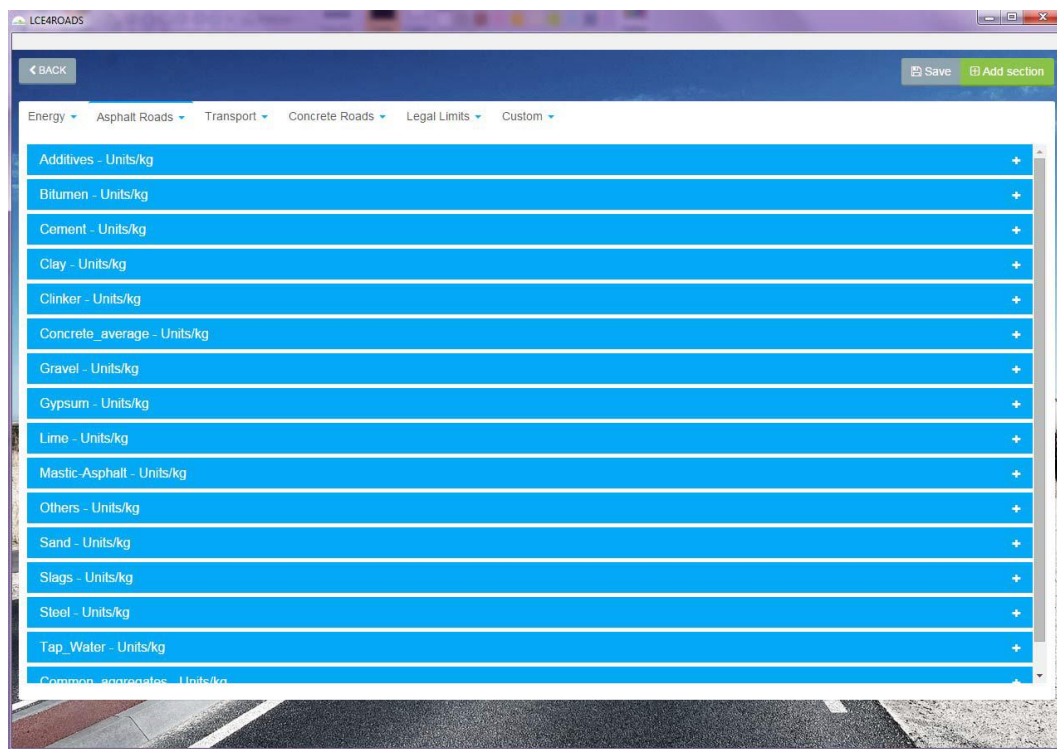 LCE4ROADS
BACK
Save
Add section
Energy Asphalt Roads Transport Concrete Roads Legal Limits Custom
Additives - Units/kg
Bitumen - Units/kg
Cement - Units/kg
Clay - Units/kg
Clinker - Units/kg
Concrete_average - Units/kg
Gravel - Units/kg
Gypsum - Units/kg
Lime - Units/kg
Mastic-Asphalt - Units/kg
Others - Units/kg
Sand - Units/kg
Slags - Units/kg
Steel - Units/kg
Tap_Water - Units/kg
Common_aggregates - Units/kg